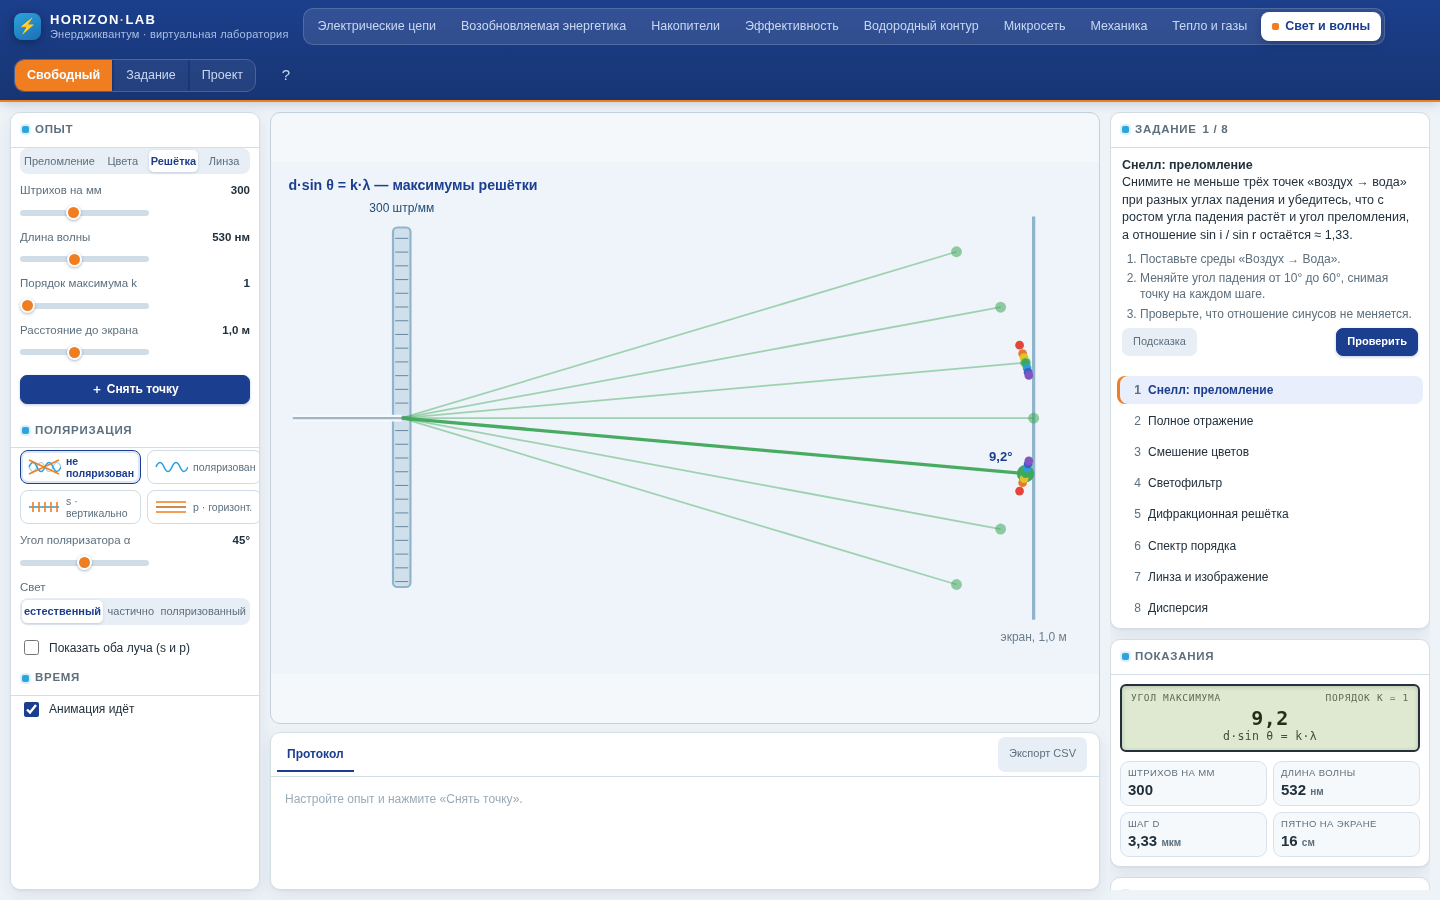 HORIZON·LAB
Энерджиквантум · виртуальная лаборатория
Электрические цепи
Возобновляемая энергетика
Накопители
Эффективность
Водородный контур
Микросеть
Механика
Тепло и газы
Свет и волны
Свободный
Задание
Проект
?
ОПЫТ
Преломление
Цвета
Решётка
Линза
Штрихов на мм 300
Длина волны 530 нм
Порядок максимума k 1
Расстояние до экрана 1,0 м
+ Снять точку
ПОЛЯРИЗАЦИЯ
не
поляризован
поляризован
s ·
вертикально
p · горизонт.
Угол поляризатора α 45°
Свет
естественный
частично
поляризованный
Показать оба луча (s и p)
ВРЕМЯ
Анимация идёт
d·sin θ = k·λ — максимумы решётки
300 штр/мм
9,2°
экран, 1,0 м
Протокол
Экспорт CSV
Настройте опыт и нажмите «Снять точку».
ЗАДАНИЕ 1 / 8
Снелл: преломление
Снимите не меньше трёх точек «воздух → вода»
при разных углах падения и убедитесь, что с
ростом угла падения растёт и угол преломления,
а отношение sin i / sin r остаётся ≈ 1,33.
1. Поставьте среды «Воздух → Вода».
2. Меняйте угол падения от 10° до 60°, снимая
точку на каждом шаге.
3. Проверьте, что отношение синусов не меняется.
Подсказка
Проверить
1 Снелл: преломление
2 Полное отражение
3 Смешение цветов
4 Светофильтр
5 Дифракционная решётка
6 Спектр порядка
7 Линза и изображение
8 Дисперсия
ПОКАЗАНИЯ
УГОЛ МАКСИМУМА
ПОРЯДОК K = 1
9,2
d·sin θ = k·λ
ШТРИХОВ НА ММ
300
ДЛИНА ВОЛНЫ
532 нм
ШАГ D
3,33 мкм
ПЯТНО НА ЭКРАНЕ
16 см